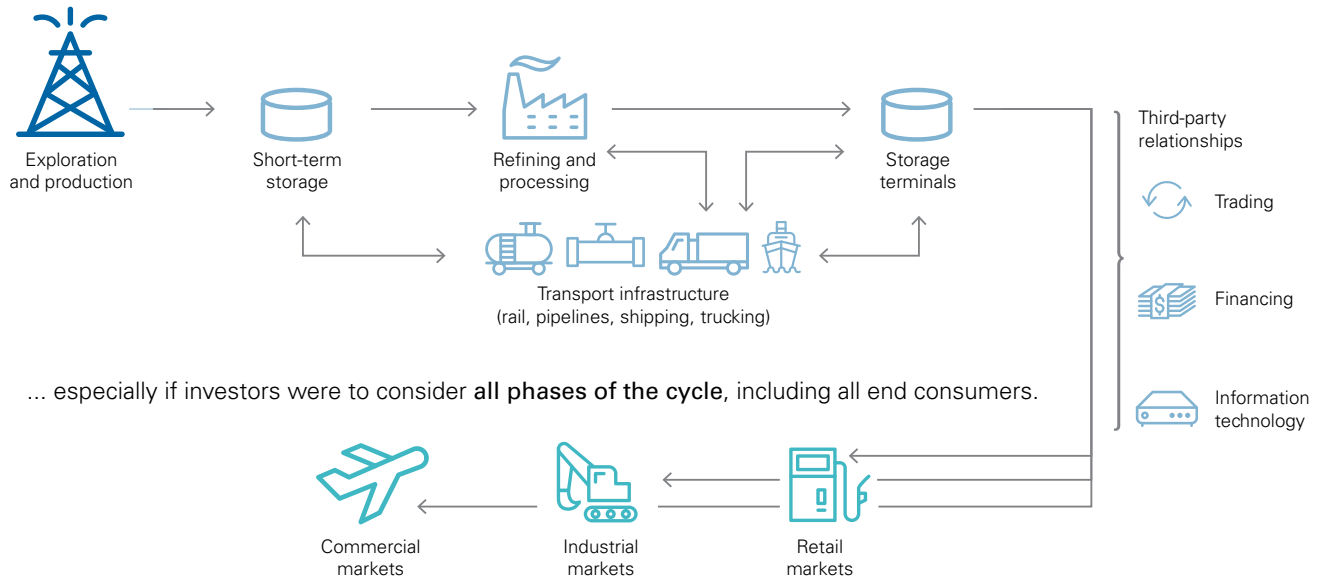 Exploration
and production
Short-term
storage
Refining and
processing
Storage
terminals
Transport infrastructure
(rail, pipelines, shipping, trucking)
Third-party
relationships
Trading
$
Financing
Information
technology
... especially if investors were to consider all phases of the cycle, including all end consumers.
Commercial
markets
Industrial
markets
Retail
markets